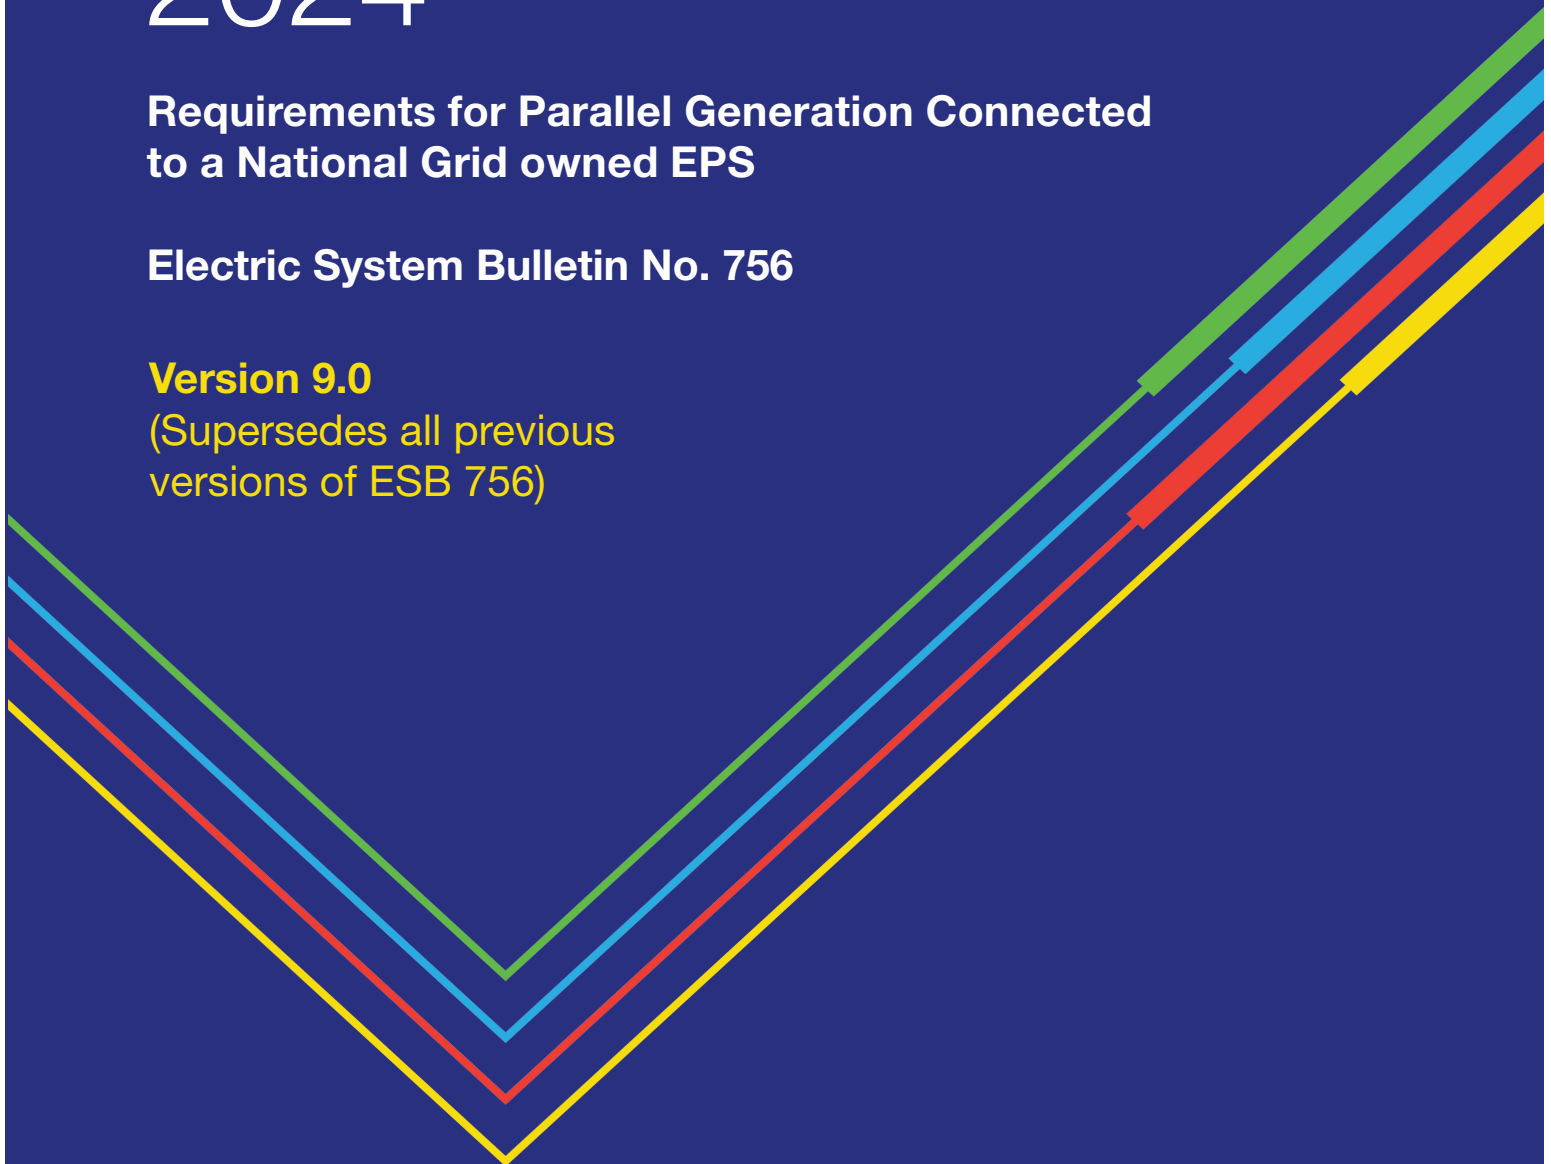 2024
Requirements for Parallel Generation Connected
to a National Grid owned EPS
Electric System Bulletin No. 756
Version 9.0
(Supersedes all previous
versions of ESB 756)